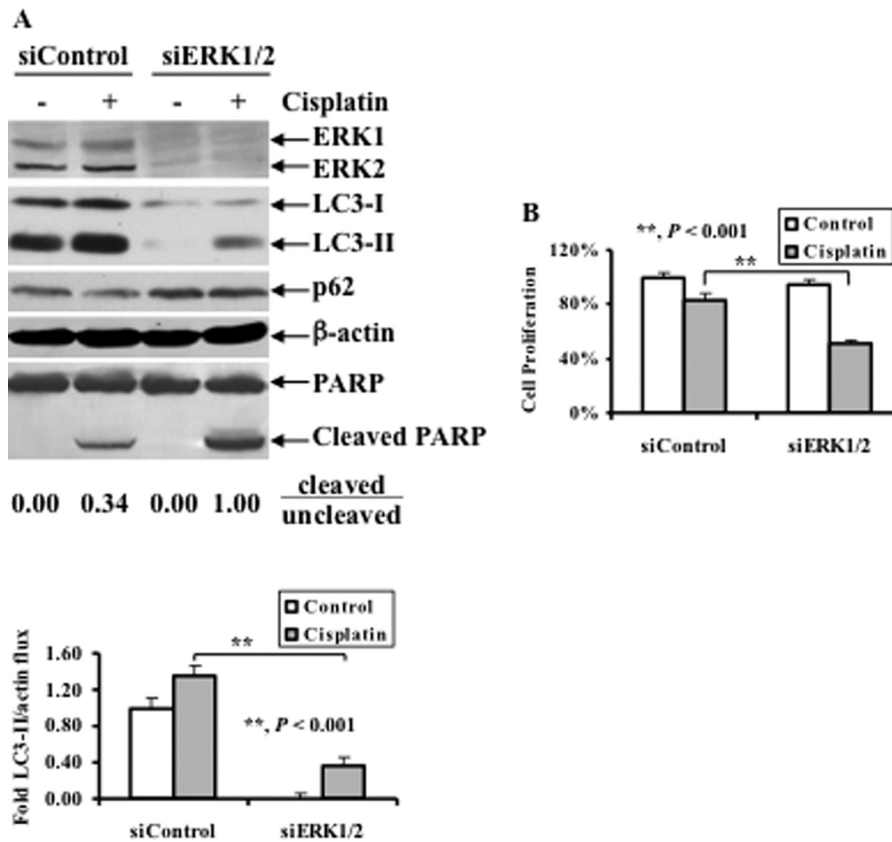 A
siControl siERK1/2
- + - + Cisplatin
ERK1
ERK2
LC3-I
LC3-II
p62
β-actin
PARP
Cleaved PARP
0.00 0.34 0.00 1.00 cleaved
uncleaved
Control
Cisplatin
Fold LC3-II/actin flux
1.60
1.20
0.80
0.40
0.00
**
**, P < 0.001
siControl siERK1/2
B
**, P < 0.001
Control
Cisplatin
Cell Proliferation
120%
80%
40%
0%
**
siControl siERK1/2